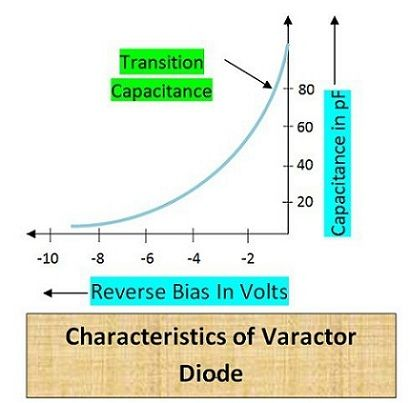 Transition
Capacitance
80
60
40
20
Capacitance in pF
-10 -8 -6 -4 -2
Reverse Bias In Volts
Characteristics of Varactor
Diode